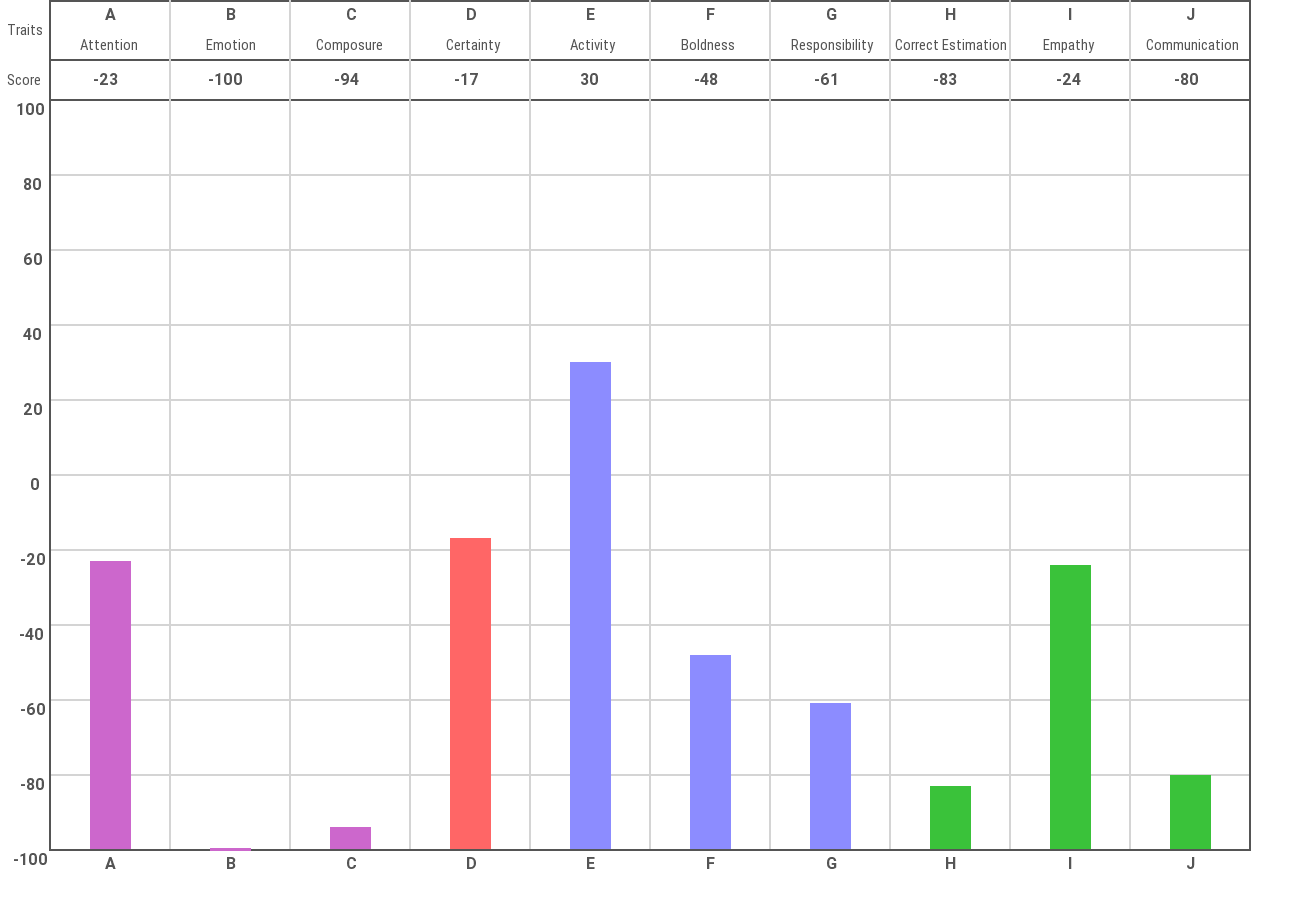 Traits A B C D E F G H I J
Attention Emotion Composure Certainty Activity Boldness Responsibility Correct Estimation Empathy Communication
Score -23 -100 -94 -17 30 -48 -61 -83 -24 -80
100
80
60
40
20
0
-20
-40
-60
-80
-100
A B C D E F G H I J